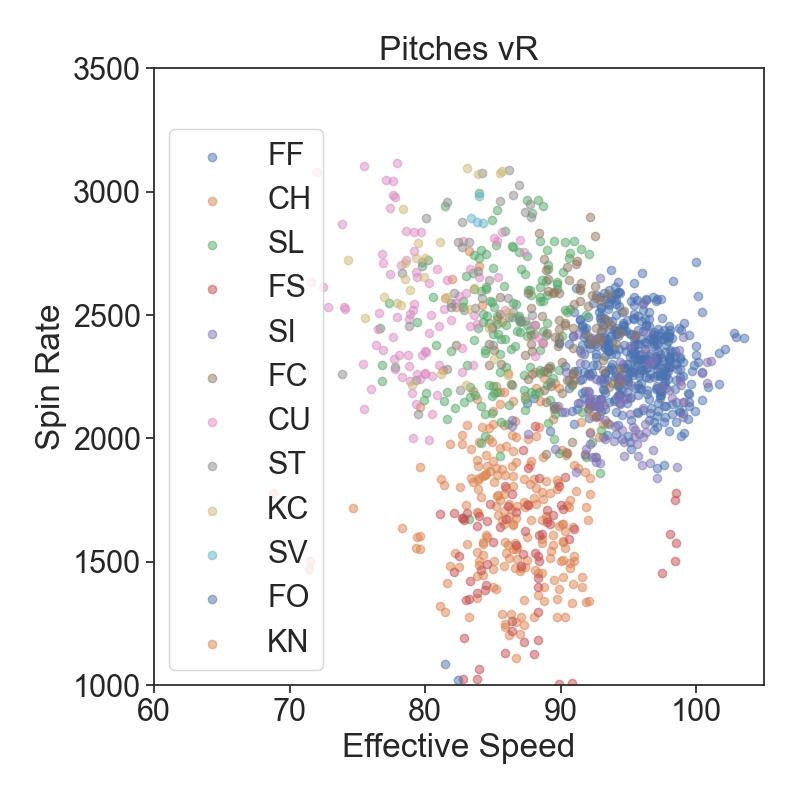 Pitches vR
3500
3000
2500
2000
1500
1000
Spin Rate
FF
CH
SL
FS
SI
FC
CU
ST
KC
SV
FO
KN
60 70 80 90 100
Effective Speed